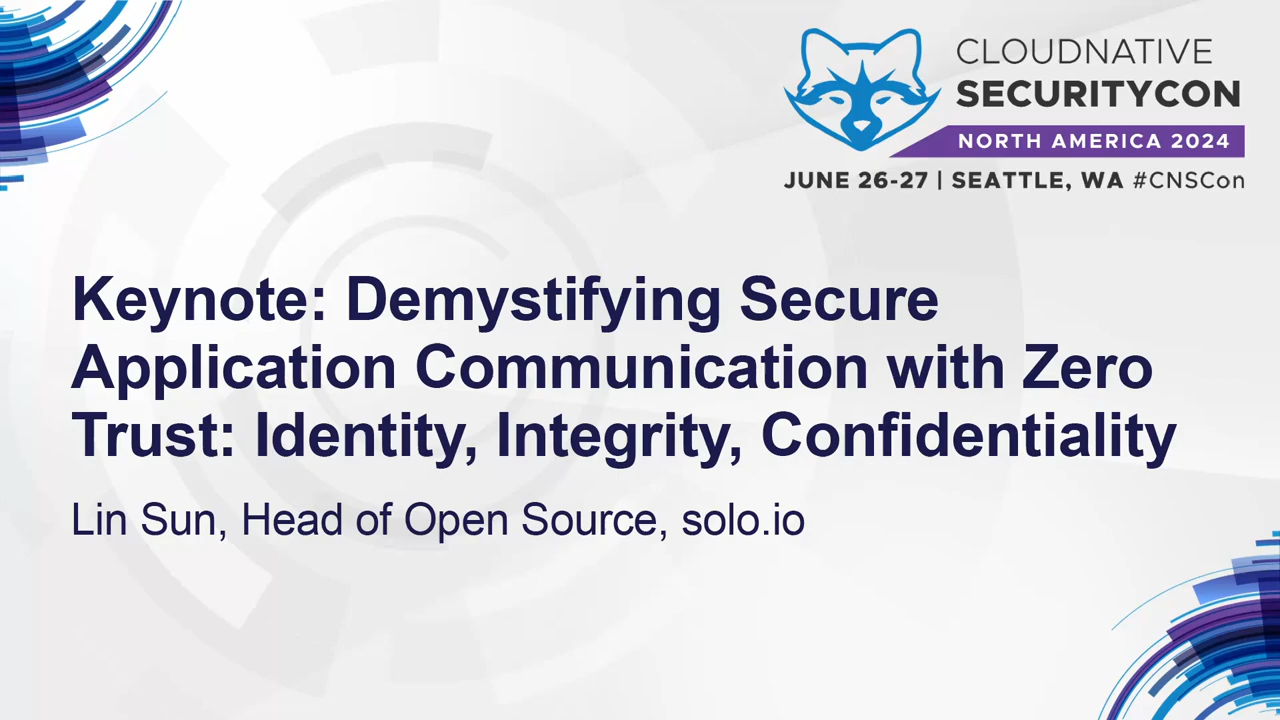 CLOUDNATIVE
SECURITYCON
NORTH AMERICA 2024
JUNE 26-27 | SEATTLE, WA #CNSCon
Keynote: Demystifying Secure
Application Communication with Zero
Trust: Identity, Integrity, Confidentiality
Lin Sun, Head of Open Source, solo.io